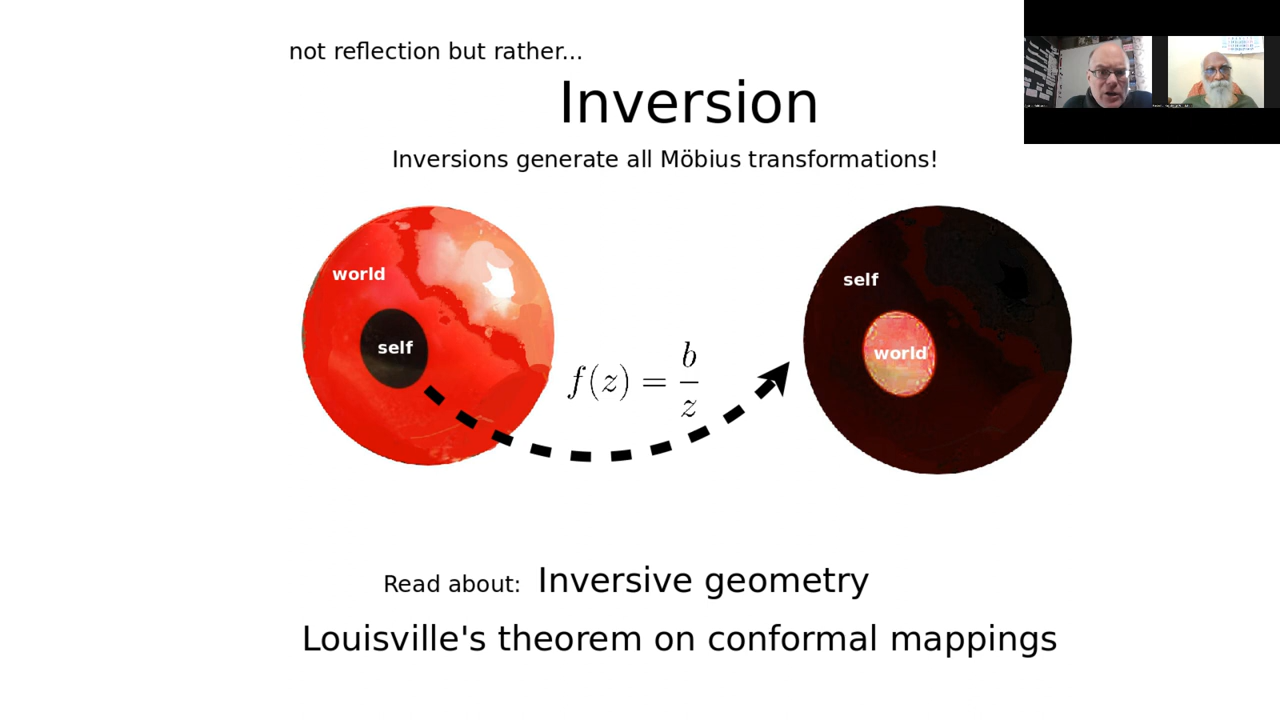 not reflection but rather...
Inversion
Inversions generate all Möbius transformations!
world
self
self
world
f(z) = b/z
Read about: Inversive geometry
Louisville's theorem on conformal mappings